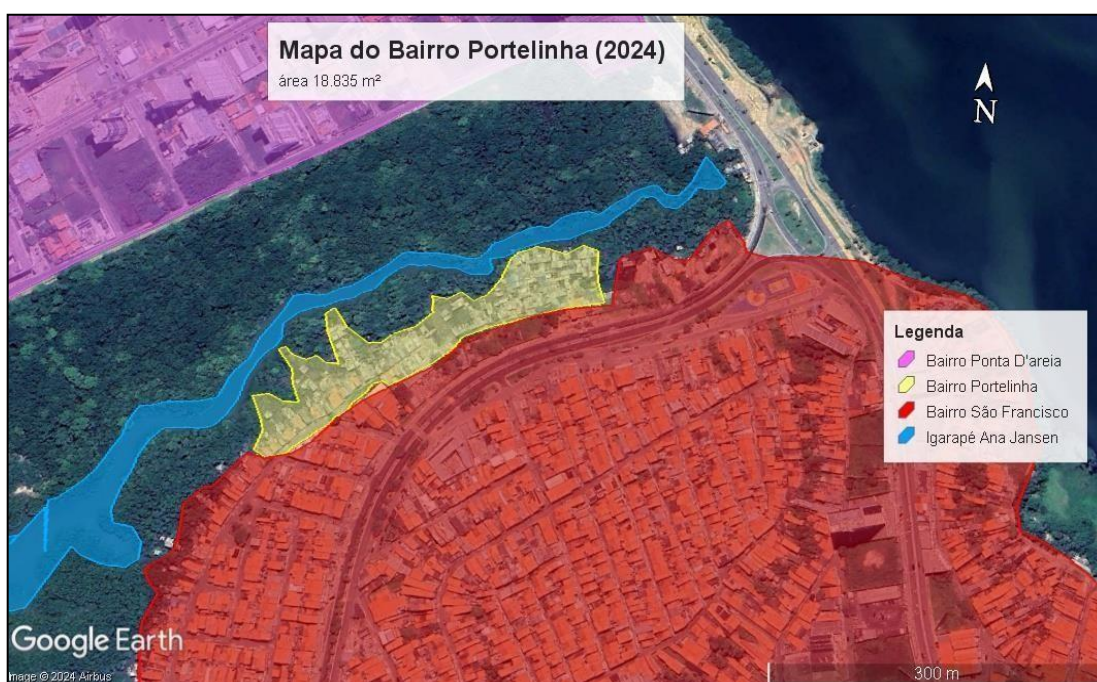 Mapa do Bairro Portelinha (2024)
área 18.835 m²
N
Legenda
Bairro Ponta D'areia
Bairro Portelinha
Bairro São Francisco
Igarapé Ana Jansen
Google Earth
Image © 2024 Airbus
300 m